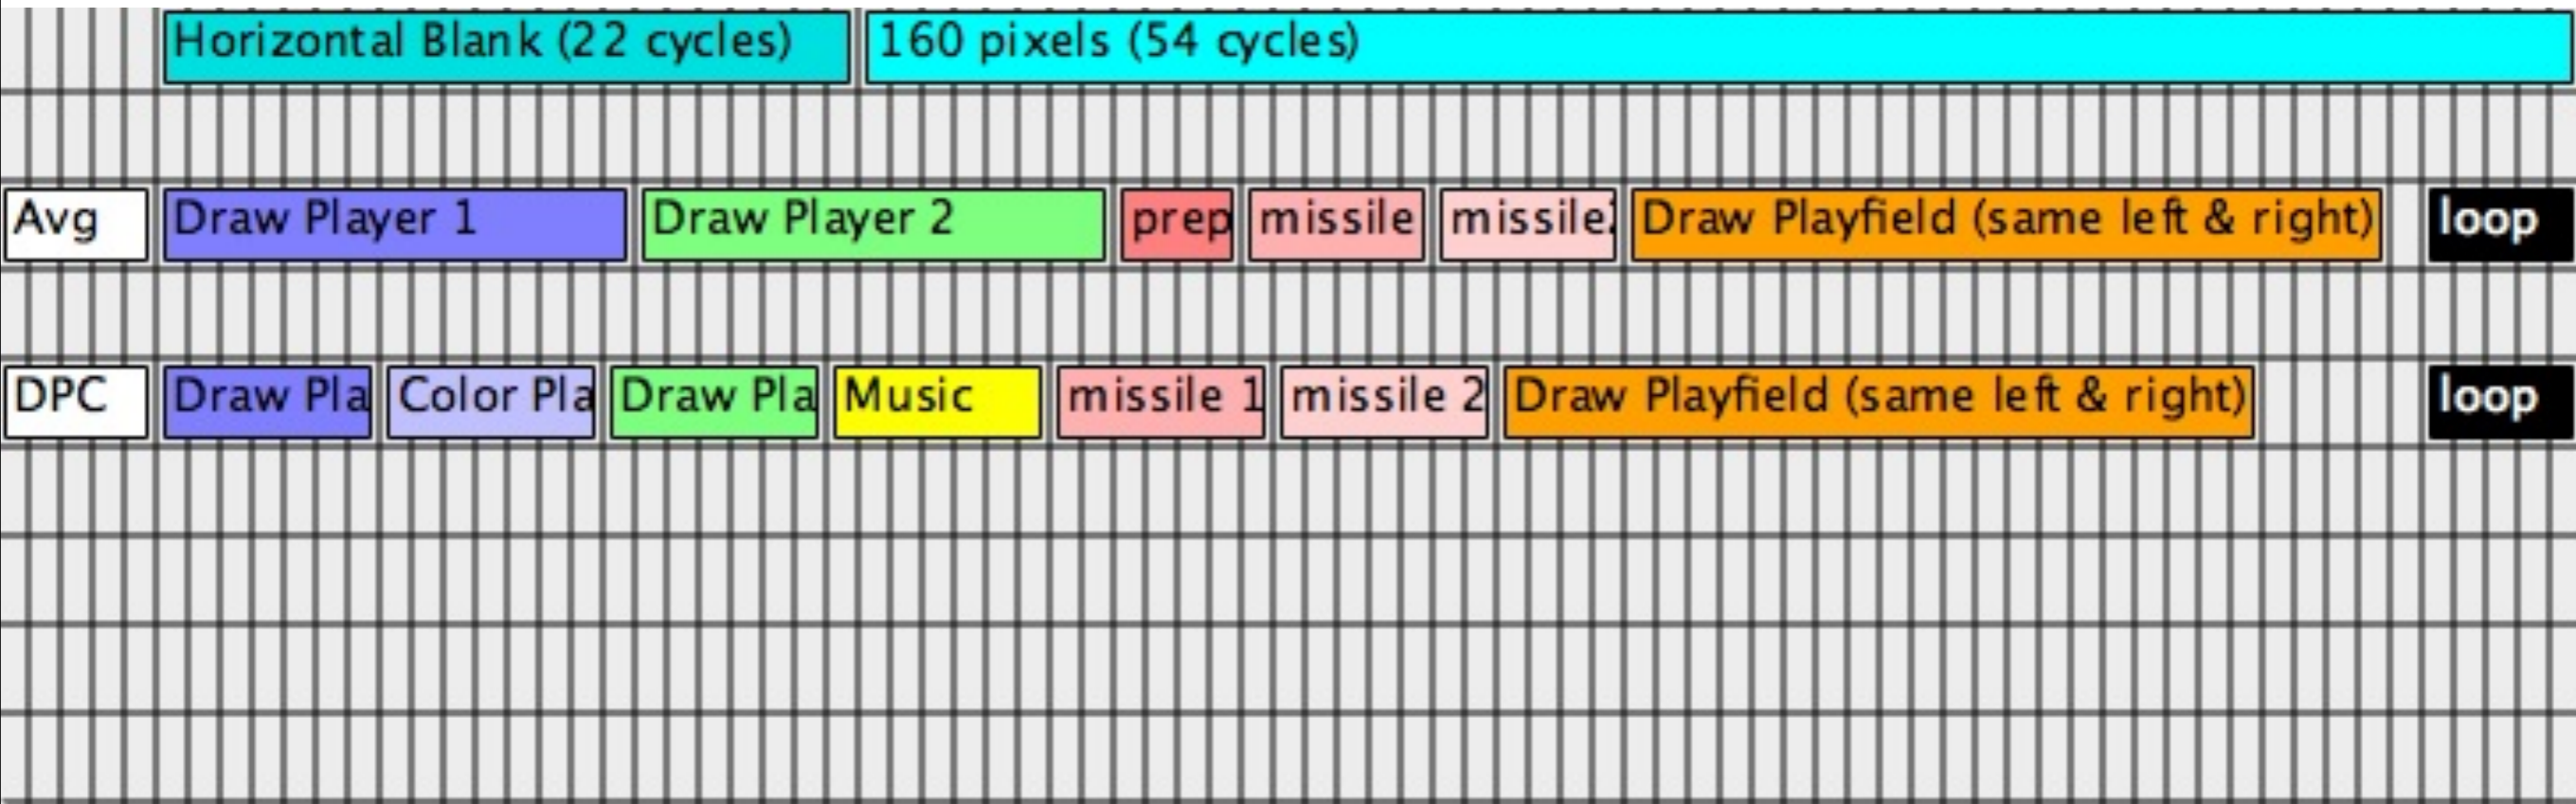 Horizontal Blank (22 cycles) 160 pixels (54 cycles)
Avg Draw Player 1 Draw Player 2 prep missile missile2 Draw Playfield (same left & right) loop
DPC Draw Pla Color Pla Draw Pla Music missile 1 missile 2 Draw Playfield (same left & right) loop